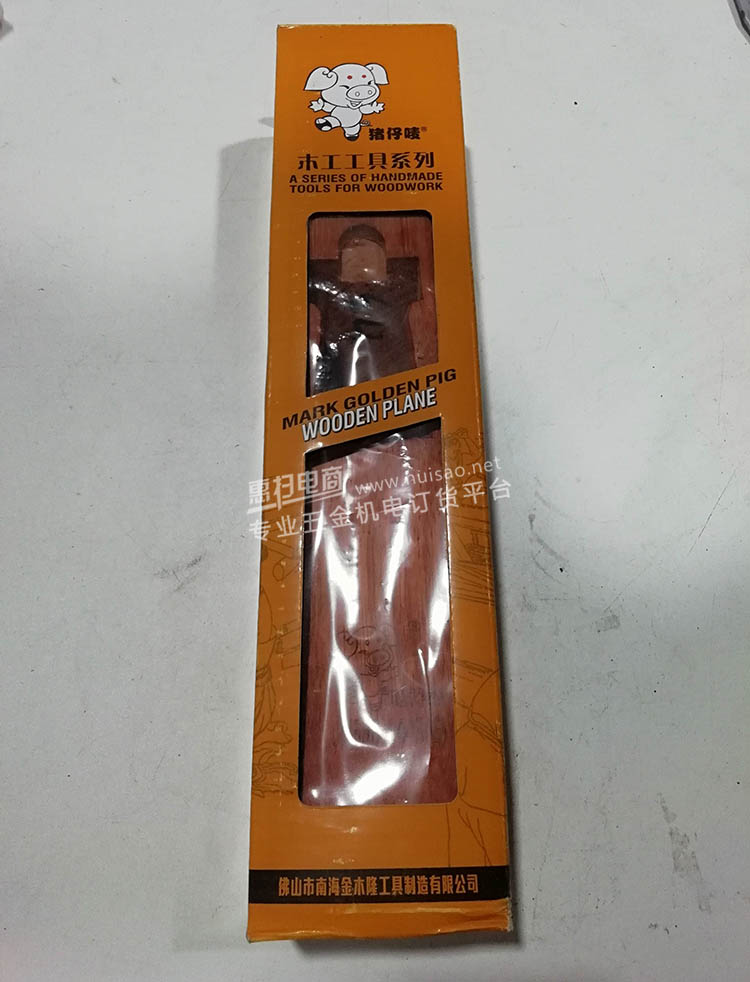 猪仔唛®
木工工具系列
A SERIES OF HANDMADE
TOOLS FOR WOODWORK
MARK GOLDEN PIG
WOODEN PLANE
惠扫电商 www.huisao.net
专业五金机电订货平台
佛山市南海金木隆工具制造有限公司